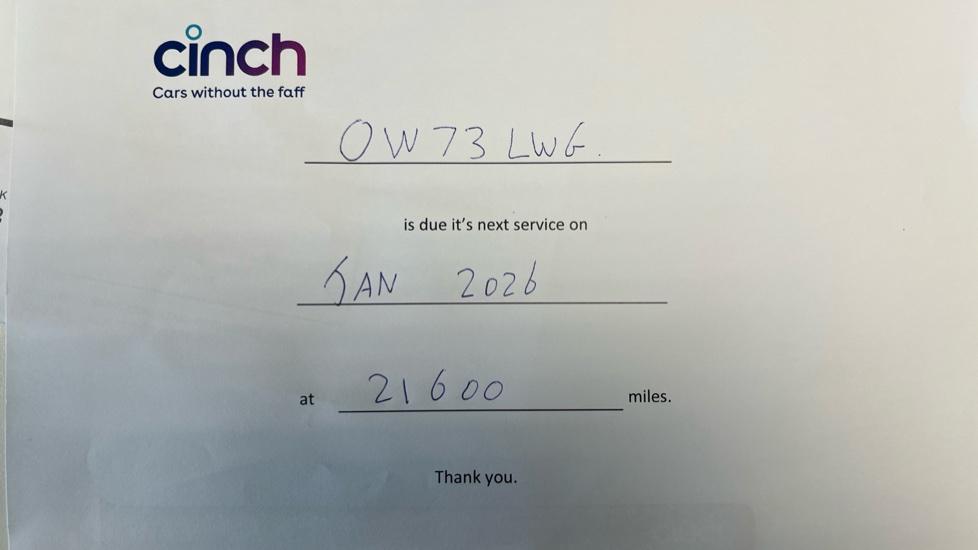 cinch
Cars without the faff
OW73 LWG.
is due it's next service on
JAN 2026
at 21600 miles.
Thank you.